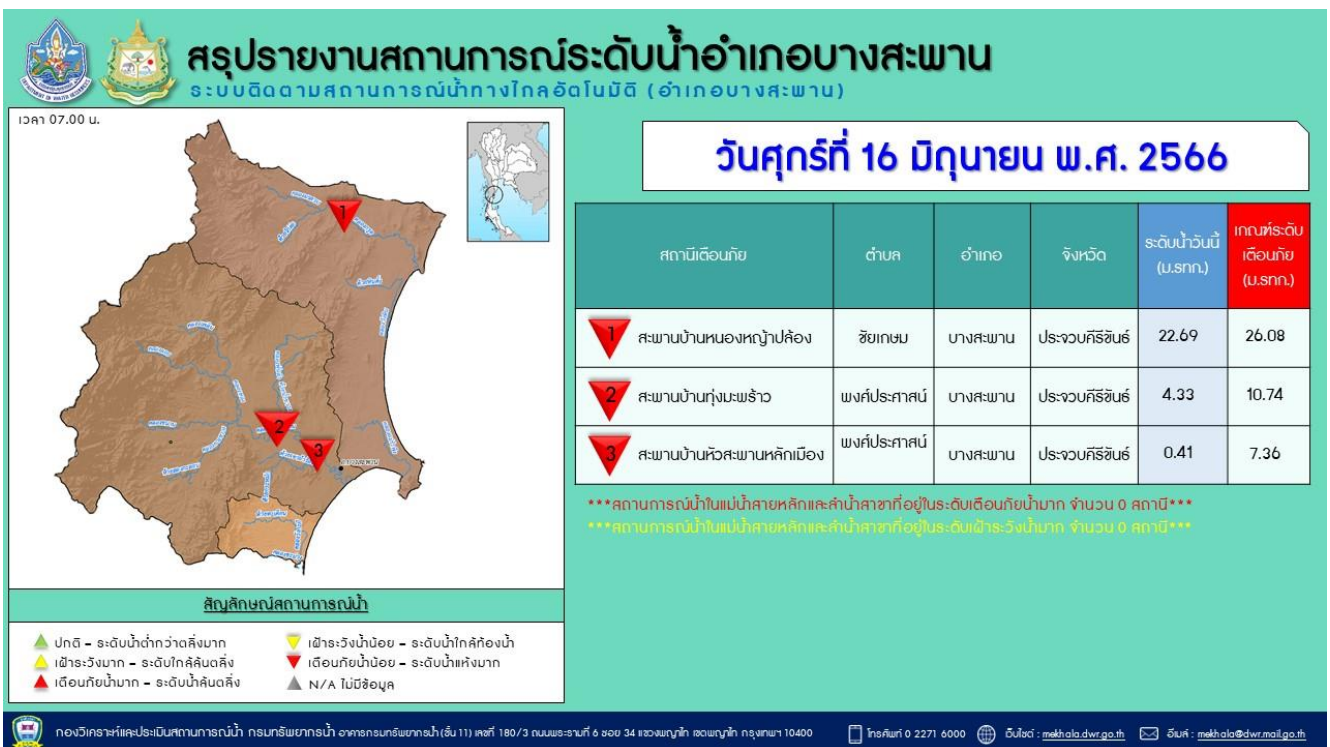 สรุปรายงานสถานการณ์ระดับน้ำอำเภอบางสะพาน
ระบบติดตามสถานการณ์น้ำทางไกลอัตโนมัติ (อำเภอบางสะพาน)
เวลา 07.00 น.
วันศุกร์ที่ 16 มิถุนายน พ.ศ. 2566
สถานีเตือนภัย ตำบล อำเภอ จังหวัด ระดับน้ำวันนี้ (ม.รทก.) เกณฑ์ระดับเตือนภัย (ม.รทก.)
1 สะพานบ้านหนองหญ้าปล้อง ชัยเกษม บางสะพาน ประจวบคีรีขันธ์ 22.69 26.08
2 สะพานบ้านทุ่งมะพร้าว พงศ์ประศาสน์ บางสะพาน ประจวบคีรีขันธ์ 4.33 10.74
3 สะพานบ้านหัวสะพานหลักเมือง พงศ์ประศาสน์ บางสะพาน ประจวบคีรีขันธ์ 0.41 7.36
***สถานการณ์น้ำในแม่น้ำสายหลักและลำน้ำสาขาที่อยู่ในระดับเตือนภัยน้ำมาก จำนวน 0 สถานี***
***สถานการณ์น้ำในแม่น้ำสายหลักและลำน้ำสาขาที่อยู่ในระดับเฝ้าระวังน้ำมาก จำนวน 0 สถานี***
1
2
3
สัญลักษณ์สถานการณ์น้ำ
ปกติ – ระดับน้ำต่ำกว่าตลิ่งมาก
เฝ้าระวังมาก – ระดับใกล้ล้นตลิ่ง
เตือนภัยน้ำมาก – ระดับน้ำล้นตลิ่ง
เฝ้าระวังน้ำน้อย – ระดับน้ำใกล้ท้องน้ำ
เตือนภัยน้ำน้อย – ระดับน้ำแห้งมาก
N/A ไม่มีข้อมูล
กองวิเคราะห์และประเมินสถานการณ์น้ำ กรมทรัพยากรน้ำ อาคารกรมทรัพยากรน้ำ(ชั้น 11) เลขที่ 180/3 ถนนพระรามที่ 6 ซอย 34 แขวงพญาไท เขตพญาไท กรุงเทพฯ 10400
โทรศัพท์ 0 2271 6000
เว็บไซต์ : mekhala.dwr.go.th
อีเมล์ : mekhala@dwr.mail.go.th